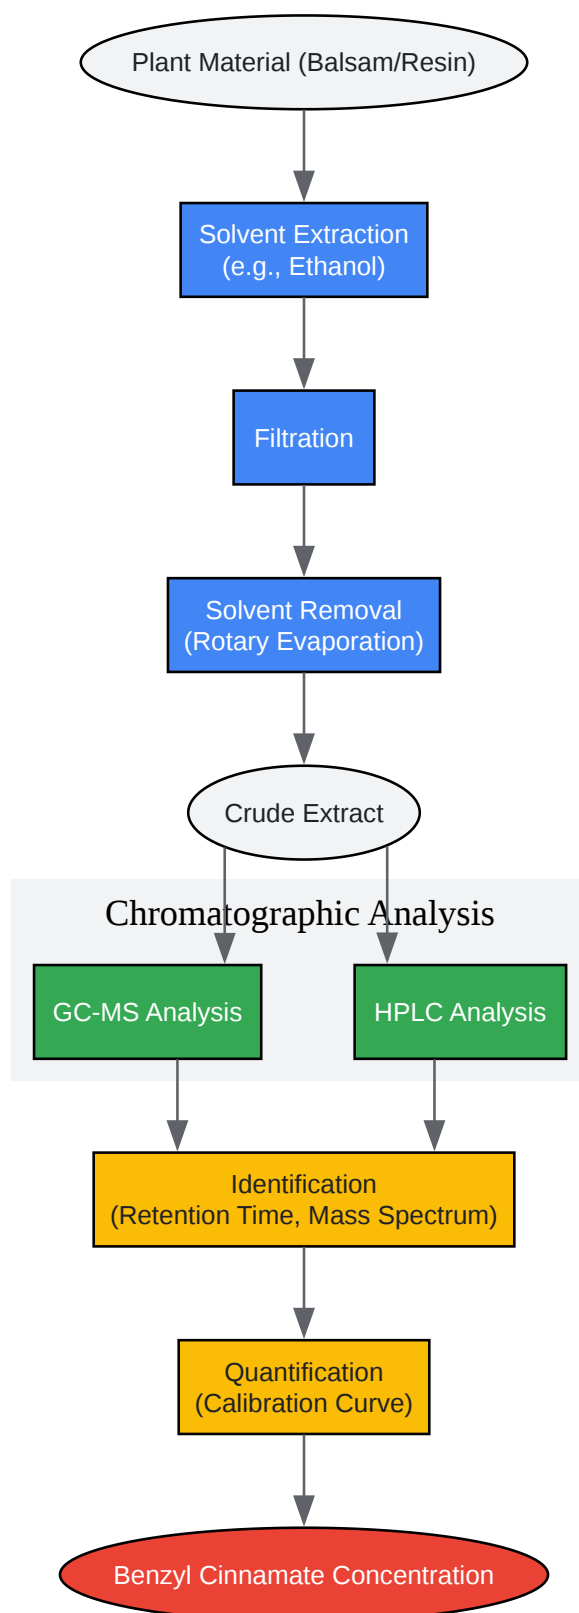 Plant Material (Balsam/Resin)
Solvent Extraction
(e.g., Ethanol)
Filtration
Solvent Removal
(Rotary Evaporation)
Crude Extract
Chromatographic Analysis
GC-MS Analysis
HPLC Analysis
Identification
(Retention Time, Mass Spectrum)
Quantification
(Calibration Curve)
Benzyl Cinnamate Concentration